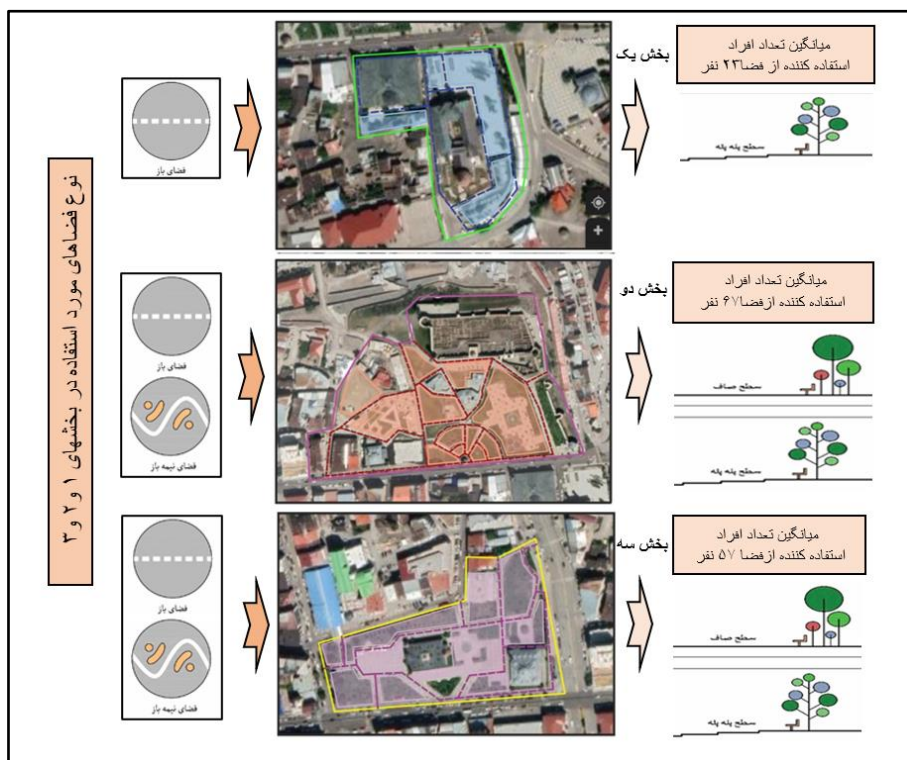 نوع فضاهای مورد استفاده در بخشهای ۱ و ۲ و ۳
فضای باز
بخش یک
میانگین تعداد افراد
استفاده کننده از فضا۲۳ نفر
سطح پله پله
فضای باز
فضای نیمه باز
بخش دو
میانگین تعداد افراد
استفاده کننده ازفضا۶۷ نفر
سطح صاف
سطح پله پله
فضای باز
فضای نیمه باز
بخش سه
میانگین تعداد افراد
استفاده کننده ازفضا ۵۷ نفر
سطح صاف
سطح پله پله